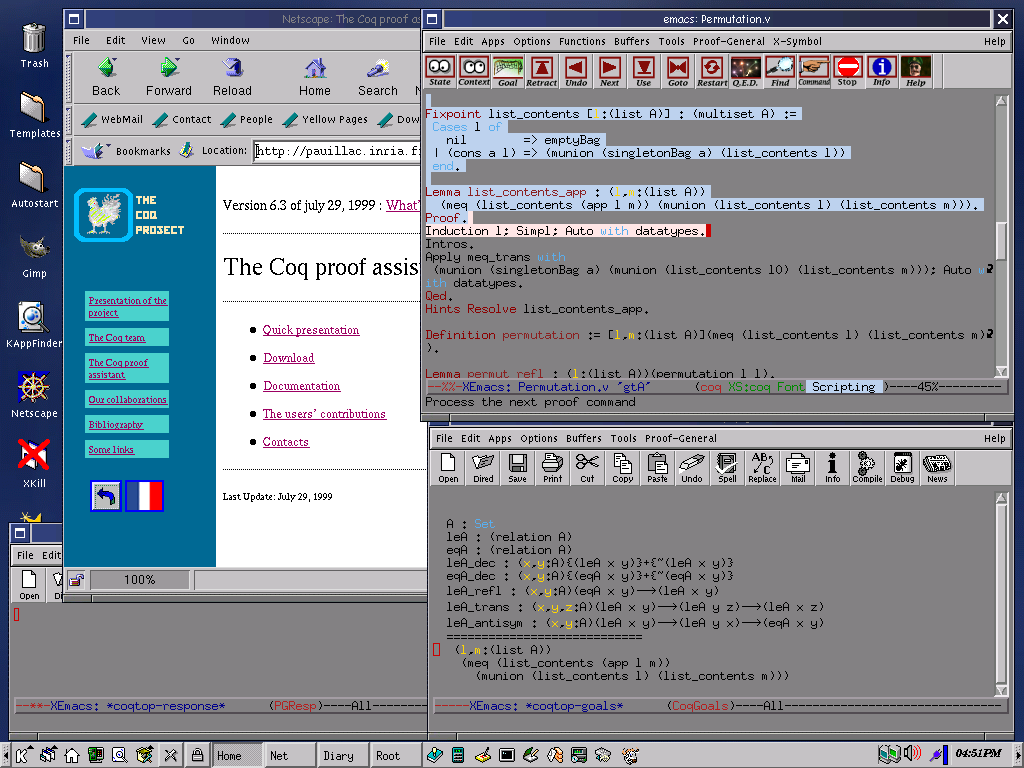 Trash
Templates
Autostart
Gimp
KAppFinder
Netscape
XKill
Netscape: The Coq proof as
File Edit View Go Window
Back Forward Reload Home Search
WebMail Contact People Yellow Pages Dow
Bookmarks Location: http://pauillac.inria.f
THE
COQ
PROJECT
Presentation of the
project
The Coq team
The Coq proof
assistant
Our collaborations
Bibliography
Some links
Version 6.3 of july 29, 1999 : What'
The Coq proof assis
Quick presentation
Download
Documentation
The users' contributions
Contacts
Last Update: July 29, 1999
100%
emacs: Permutation.v
File Edit Apps Options Functions Buffers Tools Proof-General X-Symbol Help
State Context Goal Retract Undo Next Use Goto Restart Q.E.D. Find Command Stop Info Help
Fixpoint list_contents [l:(list A)] : (multiset A) :=
Cases l of
nil => emptyBag
| (cons a l) => (munion (singletonBag a) (list_contents l))
end.
Lemma list_contents_app : (l,m:(list A))
(meq (list_contents (app l m)) (munion (list_contents l) (list_contents m))).
Proof.
Induction l; Simpl; Auto with datatypes.
Intros.
Apply meq_trans with
(munion (singletonBag a) (munion (list_contents l0) (list_contents m))); Auto w
ith datatypes.
Qed.
Hints Resolve list_contents_app.
Definition permutation := [l,m:(list A)](meq (list_contents l) (list_contents m)
).
Lemma permut_refl : (l:(list A))(permutation l l).
--%%-XEmacs: Permutation.v "gtA" (coq XS:coq Font Scripting )----45%---------
Process the next proof command
File Edit Apps Options Buffers Tools Proof-General Help
Open Dired Save Print Cut Copy Paste Undo Spell Replace Mail Info Compile Debug News
A : Set
leA : (relation A)
eqA : (relation A)
leA_dec : (x,y:A){(leA x y)}+{~(leA x y)}
eqA_dec : (x,y:A){(eqA x y)}+{~(eqA x y)}
leA_refl : (x,y:A)(eqA x y)→(leA x y)
leA_trans : (x,y,z:A)(leA x y)→(leA y z)→(leA x z)
leA_antisym : (x,y:A)(leA x y)→(leA y x)→(eqA x y)
============================
(l,m:(list A))
(meq (list_contents (app l m))
(munion (list_contents l) (list_contents m)))
-----XEmacs: *coqtop-goals* (CoqGoals)----All----------------------------
File Edit
Open
--**-XEmacs: *coqtop-response* (PGResp)----All--------
Home Net Diary Root
04:51PM